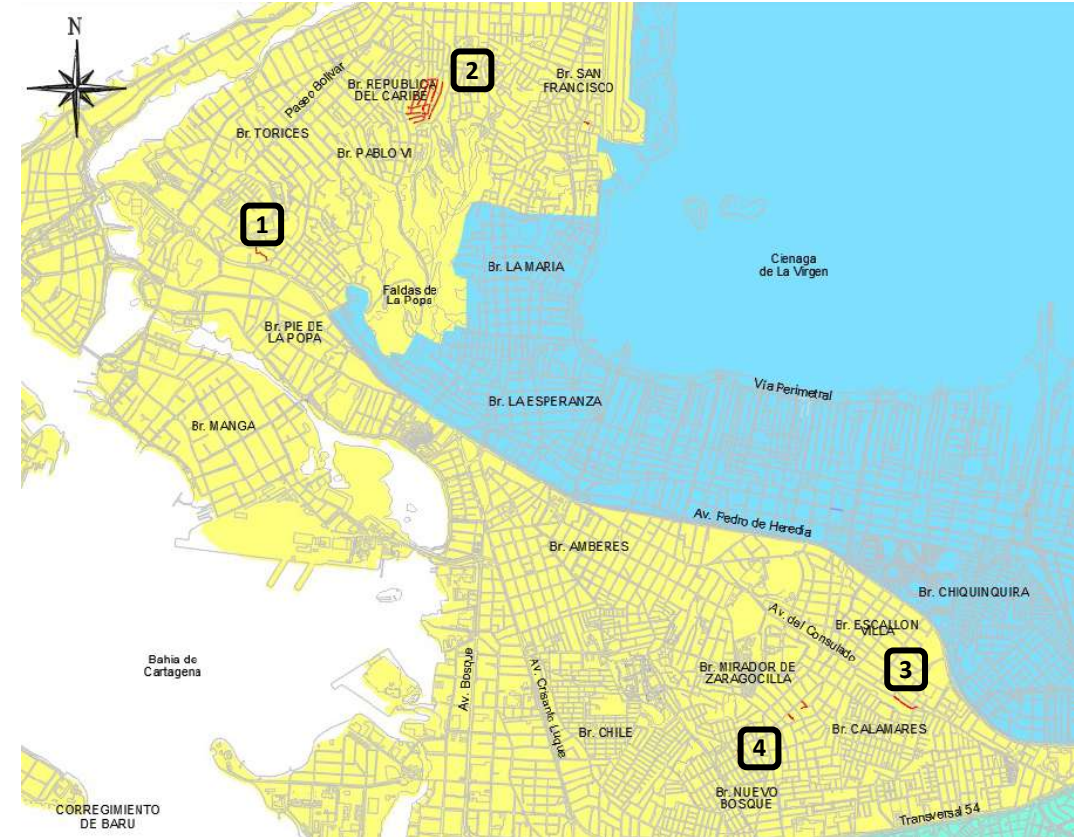 N
2
Br. SAN
FRANCISCO
Paseo Bolivar
Br. REPUBLICA
DEL CARIBE
Br. TORICES
Br. PABLO VI
1
Br. LA MARIA
Cienaga
de La Virgen
Faldas de
La Popa
Br. PIE DE
LA POPA
Vía Perimetral
Br. LA ESPERANZA
Br. MANGA
Av. Pedro de Heredia
Br. AMBERES
Br. CHIQUINQUIRA
Av. del Consulado
Br. ESCALLON
VILLA
Bahia de
Cartagena
Av. Bosque
Av. Crisanto Luque
Br. MIRADOR DE
ZARAGOCILLA
3
Br. CHILE
4
Br. CALAMARES
Br. NUEVO
BOSQUE
CORREGIMIENTO
DE BARU
Transversal 54